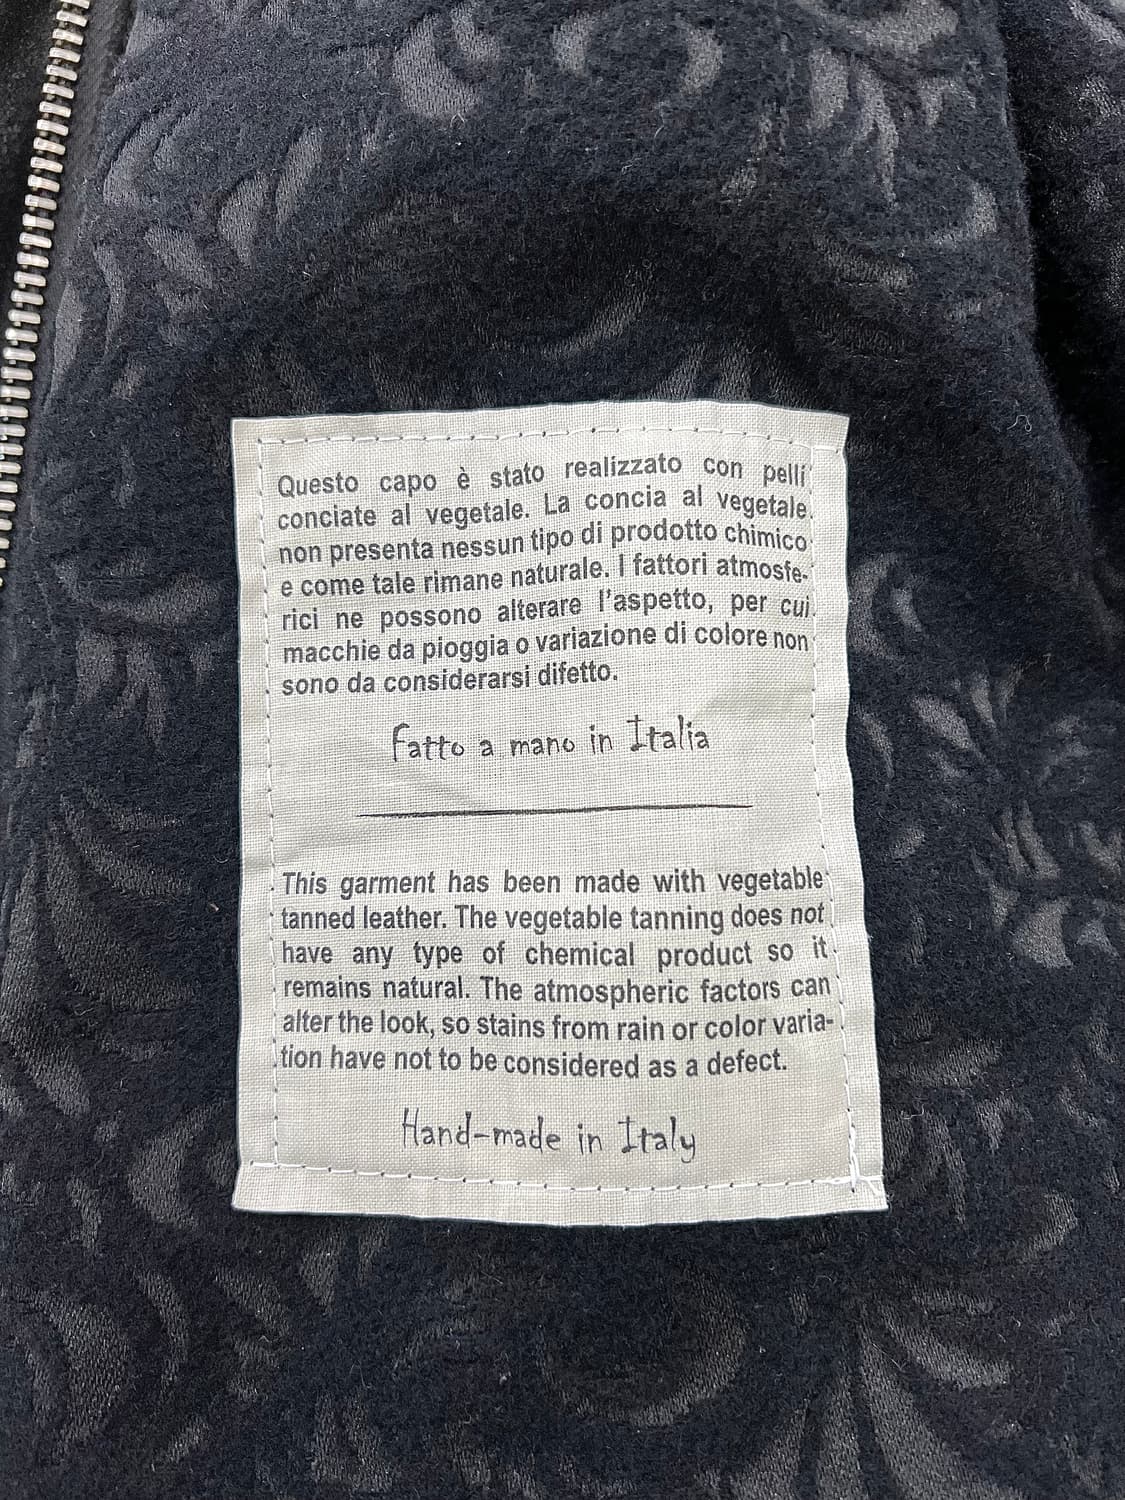 Questo capo è stato realizzato con pelli
conciate al vegetale. La concia al vegetale
non presenta nessun tipo di prodotto chimico
e come tale rimane naturale. I fattori atmosfe-
rici ne possono alterare l'aspetto, per cui
macchie da pioggia o variazione di colore non
sono da considerarsi difetto.
Fatto a mano in Italia
This garment has been made with vegetable
tanned leather. The vegetable tanning does not
have any type of chemical product so it
remains natural. The atmospheric factors can
alter the look, so stains from rain or color varia-
tion have not to be considered as a defect.
Hand-made in Italy